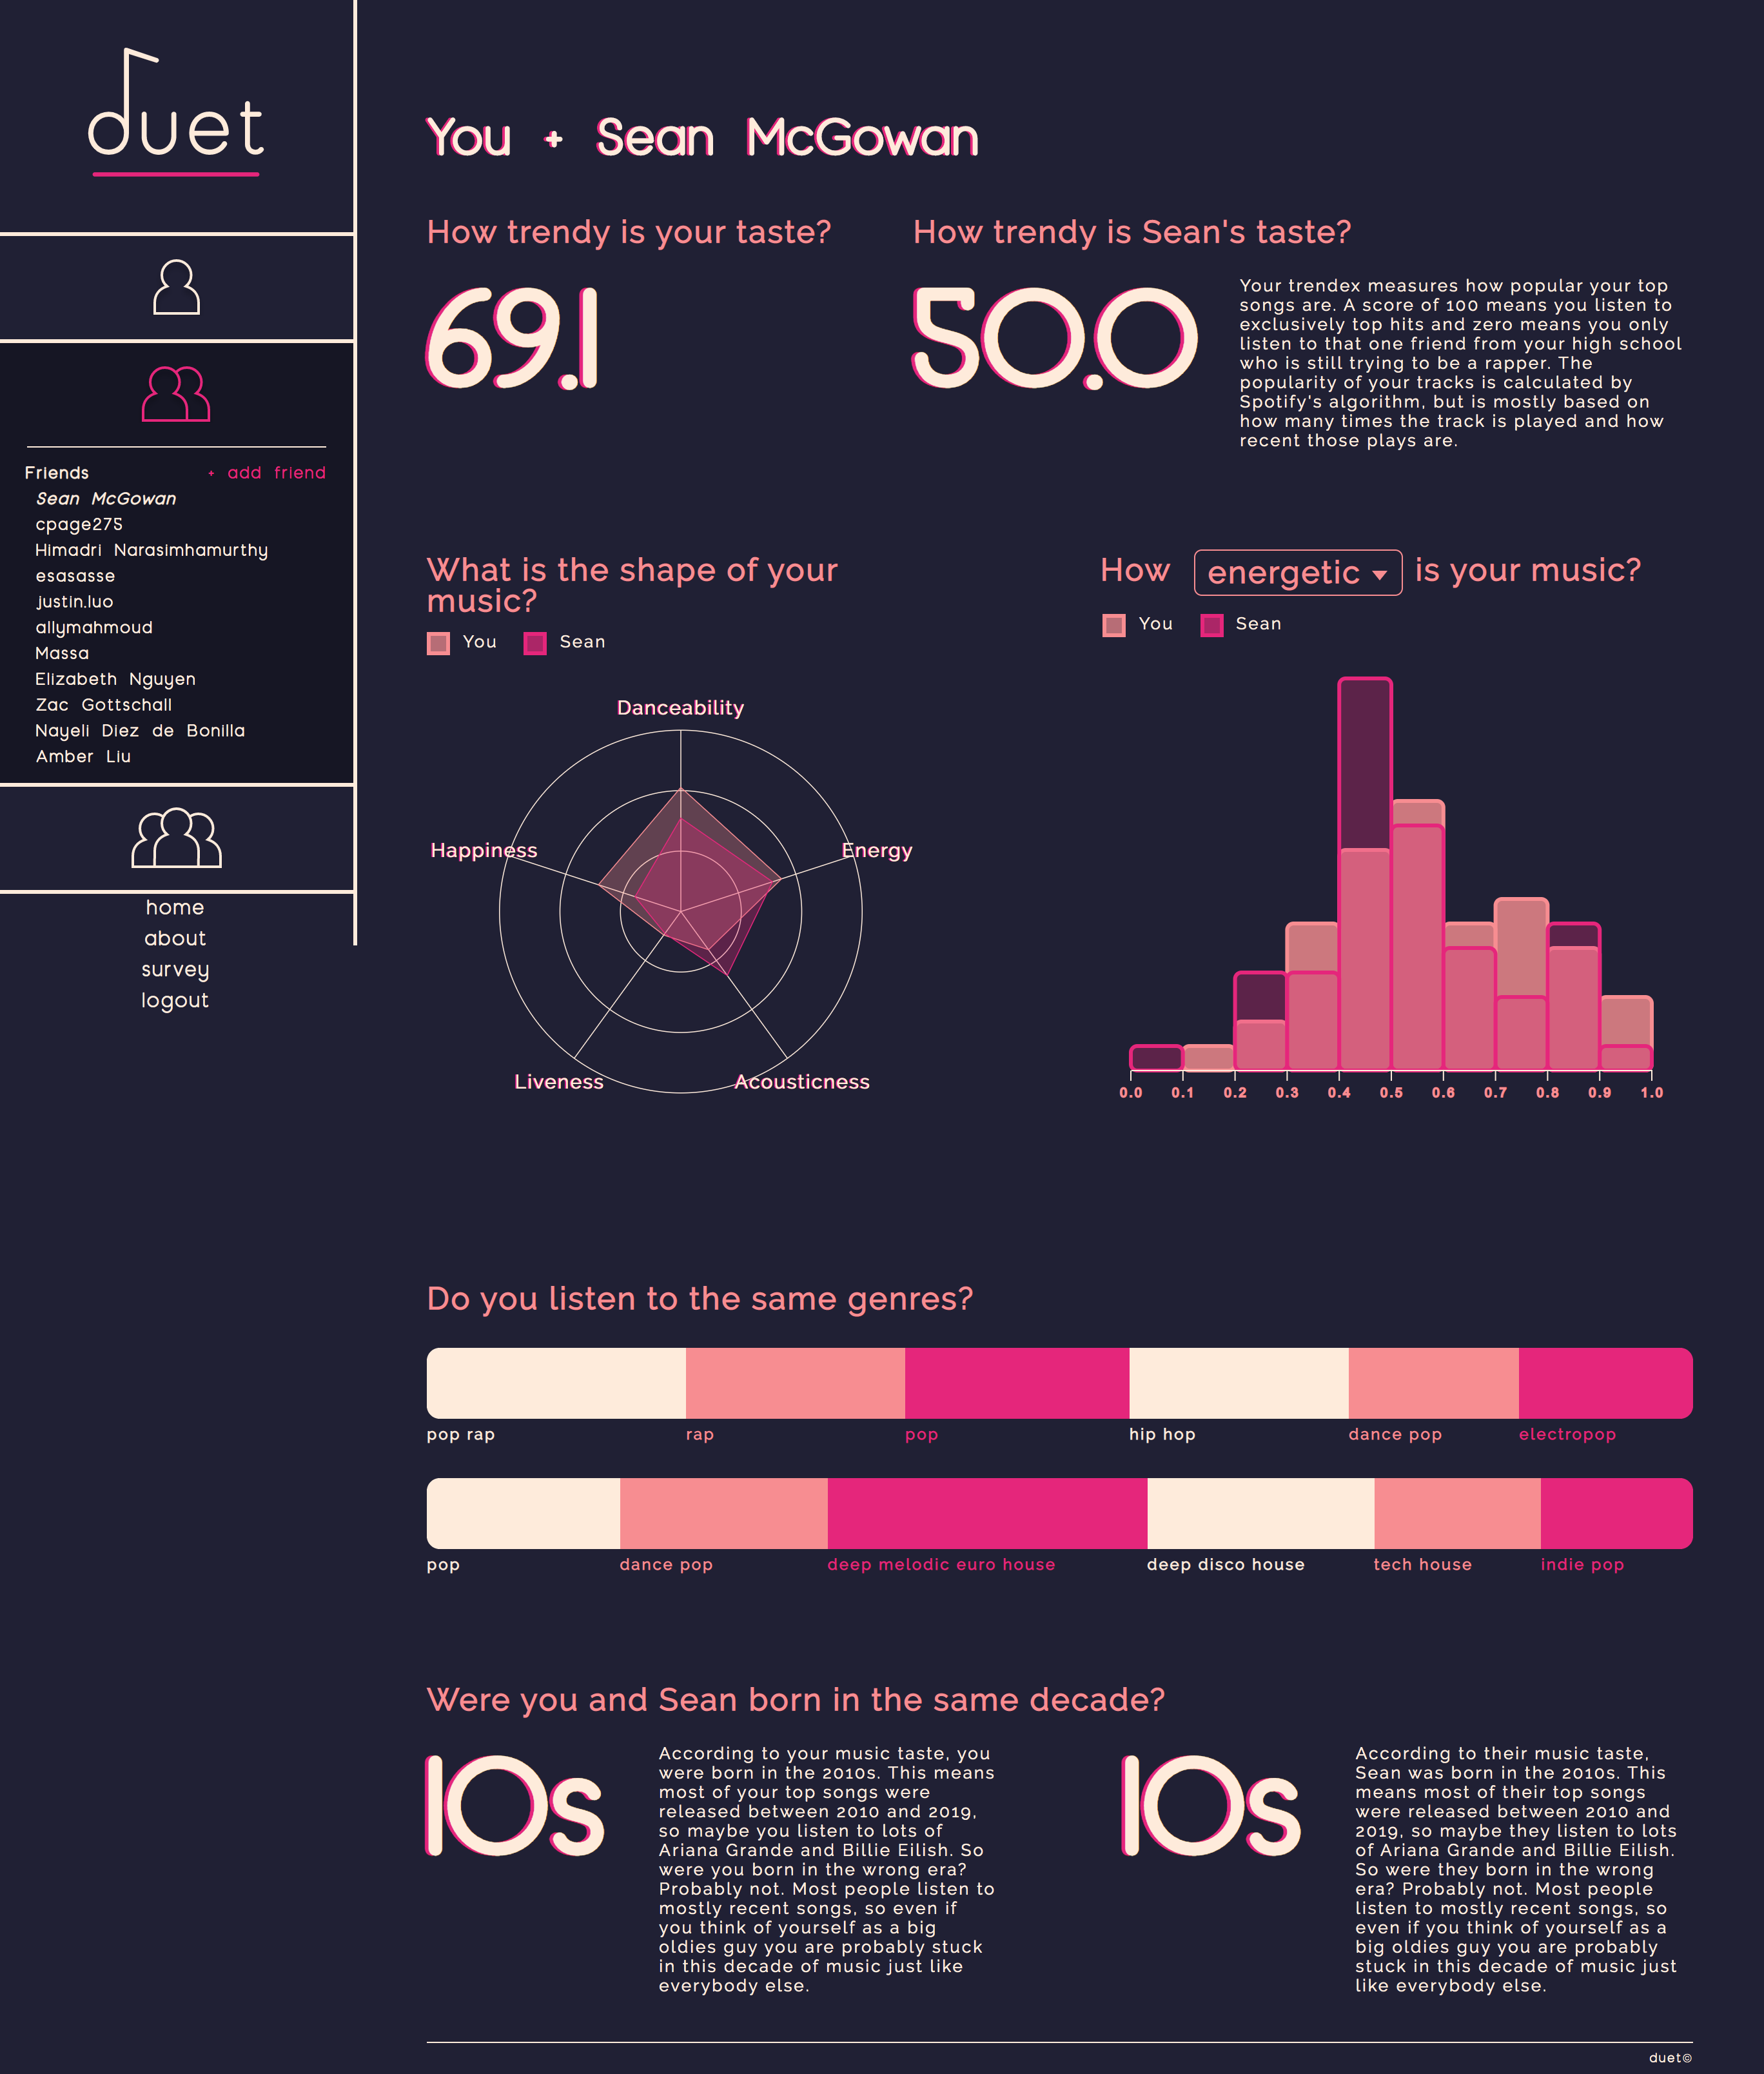 duet
Friends
+ add friend
Sean McGowan
cpage275
Himadri Narasimhamurthy
esasasse
justin.luo
allymahmoud
Massa
Elizabeth Nguyen
Zac Gottschall
Nayeli Diez de Bonilla
Amber Liu
home
about
survey
logout
You + Sean McGowan
How trendy is your taste?
69.1
How trendy is Sean's taste?
50.0
Your trendex measures how popular your top
songs are. A score of 100 means you listen to
exclusively top hits and zero means you only
listen to that one friend from your high school
who is still trying to be a rapper. The
popularity of your tracks is calculated by
Spotify's algorithm, but is mostly based on
how many times the track is played and how
recent those plays are.
What is the shape of your
music?
You Sean
Danceability
Happiness
Energy
Liveness
Acousticness
How energetic is your music?
You Sean
0.0 0.1 0.2 0.3 0.4 0.5 0.6 0.7 0.8 0.9 1.0
Do you listen to the same genres?
pop rap rap pop hip hop dance pop electropop
pop dance pop deep melodic euro house deep disco house tech house indie pop
Were you and Sean born in the same decade?
10s
According to your music taste, you
were born in the 2010s. This means
most of your top songs were
released between 2010 and 2019,
so maybe you listen to lots of
Ariana Grande and Billie Eilish. So
were you born in the wrong era?
Probably not. Most people listen to
mostly recent songs, so even if
you think of yourself as a big
oldies guy you are probably stuck
in this decade of music just like
everybody else.
10s
According to their music taste,
Sean was born in the 2010s. This
means most of their top songs
were released between 2010 and
2019, so maybe they listen to lots
of Ariana Grande and Billie Eilish.
So were they born in the wrong
era? Probably not. Most people
listen to mostly recent songs, so
even if you think of yourself as a
big oldies guy you are probably
stuck in this decade of music just
like everybody else.
duet©